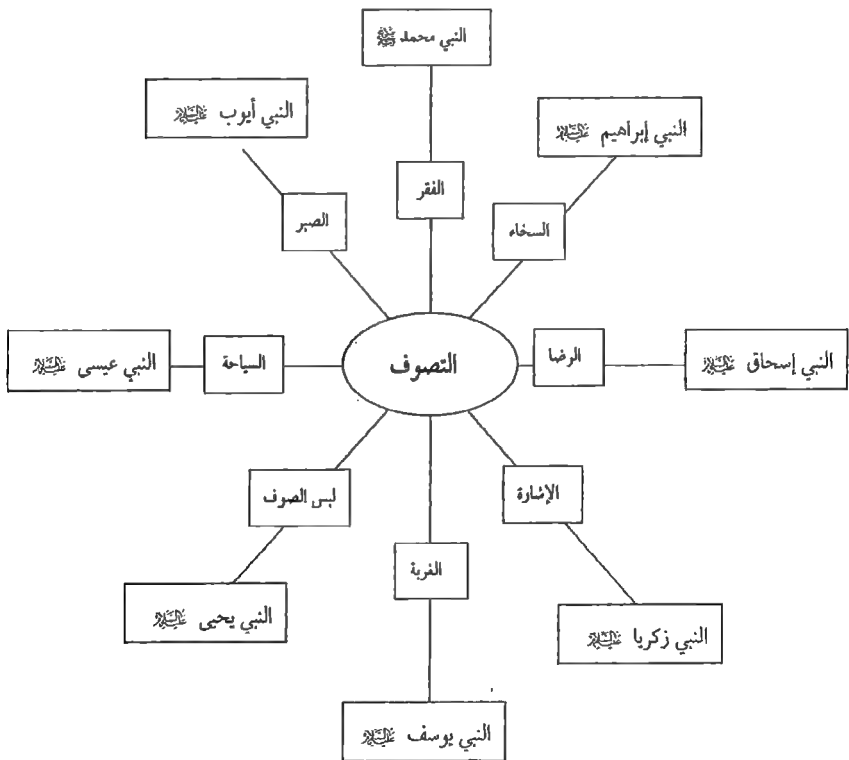 النبي محمد ﷺ
النبي أيوب عليه السلام
النبي إبراهيم عليه السلام
الفقر
الصبر
السخاء
التصوف
الرضا
النبي إسحاق عليه السلام
السياحة
النبي عيسى عليه السلام
لبس الصوف
الإشارة
الغربة
النبي يحيى عليه السلام
النبي زكريا عليه السلام
النبي يوسف عليه السلام